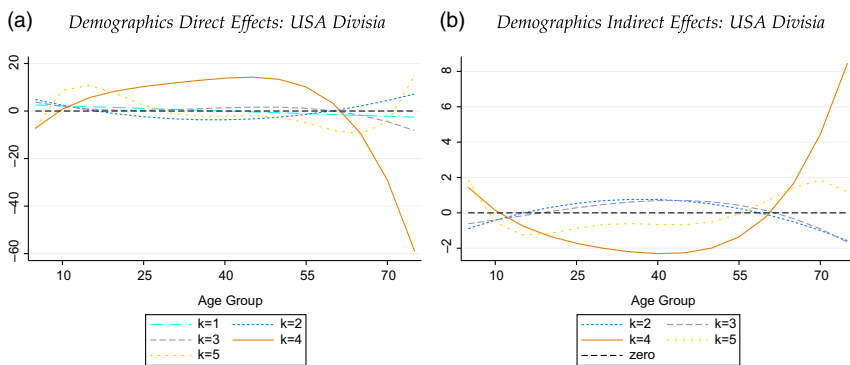 (a) Demographics Direct Effects: USA Divisia
20
0
−20
−40
−60
10 25 40 55 70
Age Group
k=1 k=2
k=3 k=4
k=5
(b) Demographics Indirect Effects: USA Divisia
8
6
4
2
0
−2
10 25 40 55 70
Age Group
k=2 k=3
k=4 k=5
zero